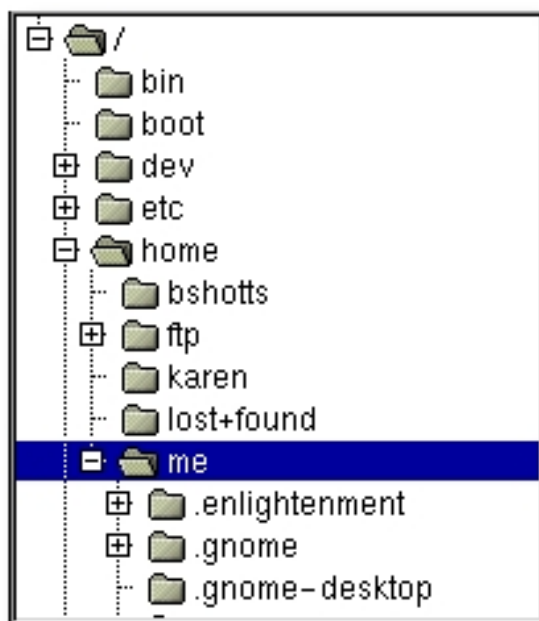 /
bin
boot
dev
etc
home
bshotts
ftp
karen
lost+found
me
.enlightenment
.gnome
.gnome-desktop